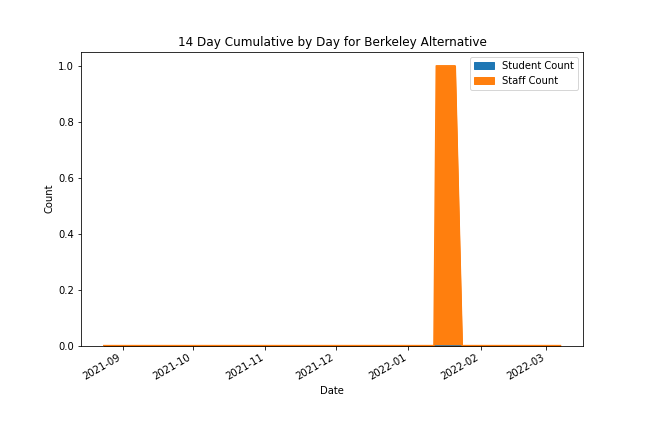 14 Day Cumulative by Day for Berkeley Alternative
Student Count
Staff Count
1.0
0.8
0.6
0.4
0.2
0.0
Count
2021-09
2021-10
2021-11
2021-12
2022-01
2022-02
2022-03
Date